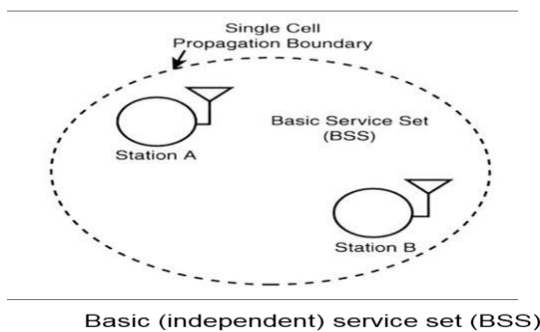 Single Cell
Propagation Boundary
Station A
Basic Service Set
(BSS)
Station B
Basic (independent) service set (BSS)